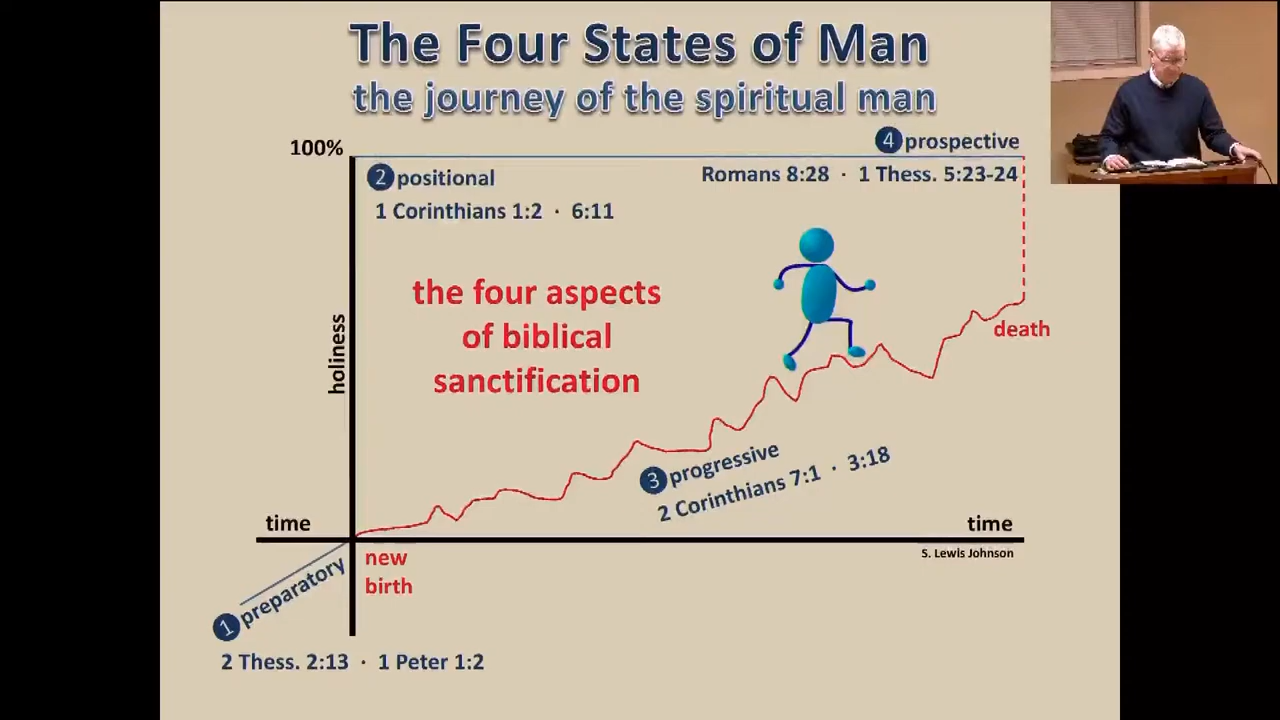 The Four States of Man
the journey of the spiritual man
100%
4 prospective
2 positional
Romans 8:28 · 1 Thess. 5:23-24
1 Corinthians 1:2 · 6:11
the four aspects
of biblical
sanctification
holiness
death
3 progressive
2 Corinthians 7:1 · 3:18
time
time
S. Lewis Johnson
new
birth
1 preparatory
2 Thess. 2:13 · 1 Peter 1:2